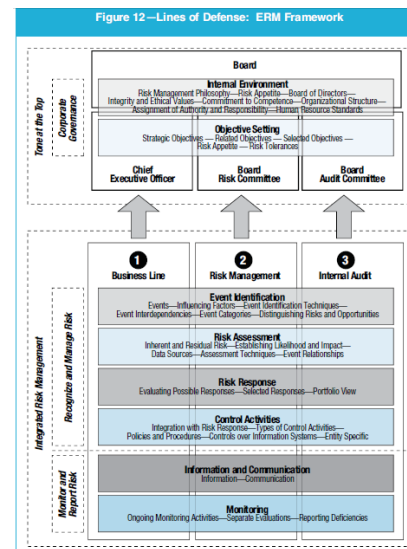 Figure 12—Lines of Defense: ERM Framework
Board
Internal Environment
Risk Management Philosophy—Risk Appetite—Board of Directors—
Integrity and Ethical Values—Commitment to Competence—Organizational Structure—
Assignment of Authority and Responsibility—Human Resource Standards
Objective Setting
Strategic Objectives — Related Objectives — Selected Objectives —
Risk Appetite — Risk Tolerances
Chief
Executive Officer
Board
Risk Committee
Board
Audit Committee
Tone at the Top
Corporate
Governance
1
Business Line
2
Risk Management
3
Internal Audit
Event Identification
Events—Influencing Factors—Event Identification Techniques—
Event Interdependencies—Event Categories—Distinguishing Risks and Opportunities
Risk Assessment
Inherent and Residual Risk—Establishing Likelihood and Impact—
Data Sources—Assessment Techniques—Event Relationships
Risk Response
Evaluating Possible Responses—Selected Responses—Portfolio View
Control Activities
Integration with Risk Response—Types of Control Activities—
Policies and Procedures—Controls over Information Systems—Entity Specific
Information and Communication
Information—Communication
Monitoring
Ongoing Monitoring Activities—Separate Evaluations—Reporting Deficiencies
Integrated Risk Management
Recognize and Manage Risk
Monitor and
Report Risk